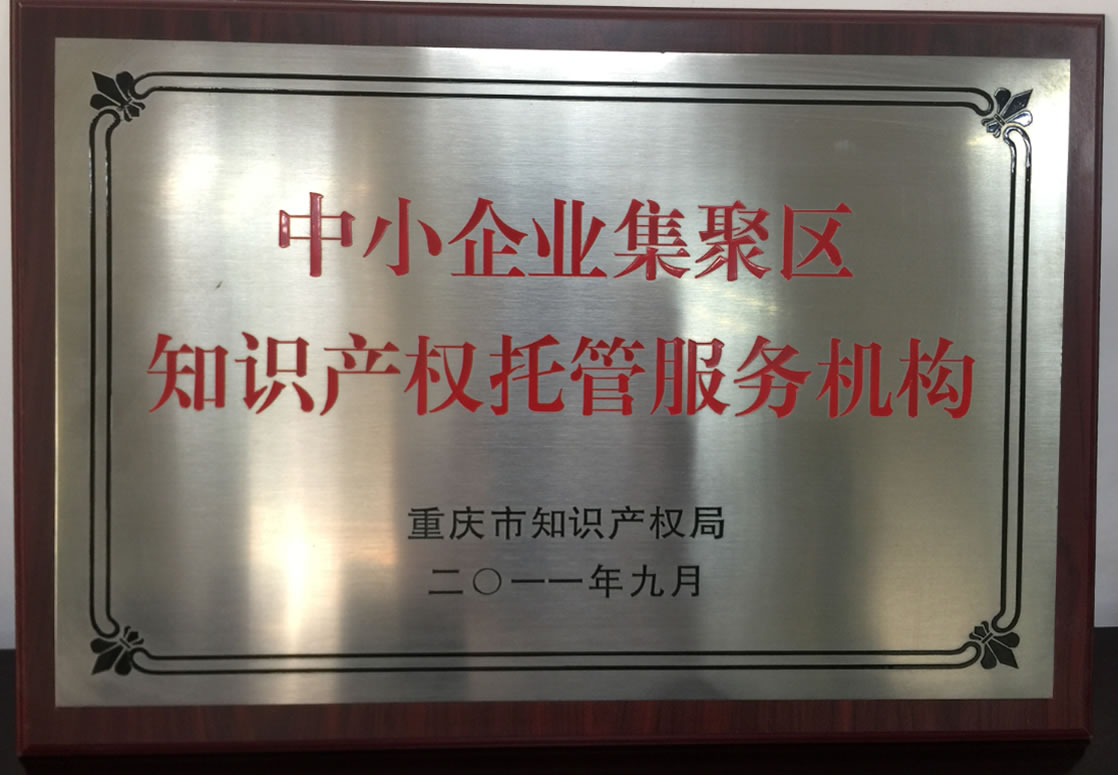 中小企业集聚区
知识产权托管服务机构
重庆市知识产权局
二〇一一年九月